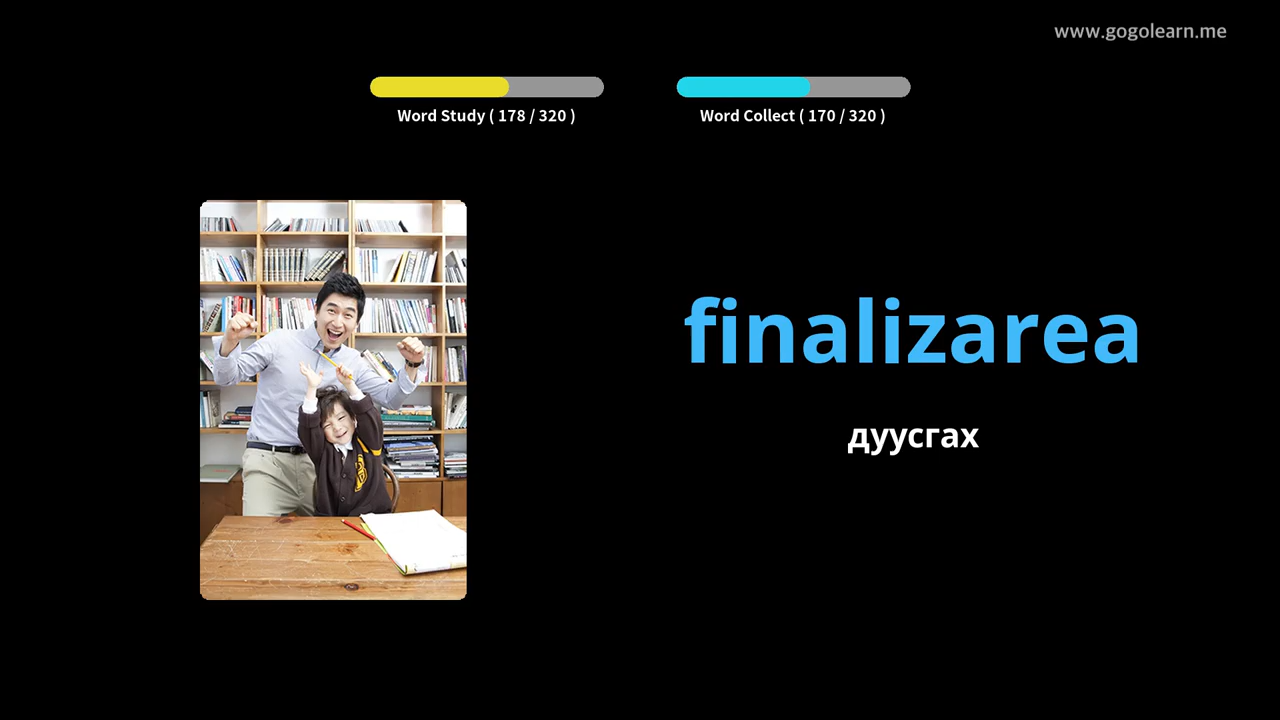 www.gogolearn.me
Word Study ( 178 / 320 )
Word Collect ( 170 / 320 )
finalizarea
дуусгах